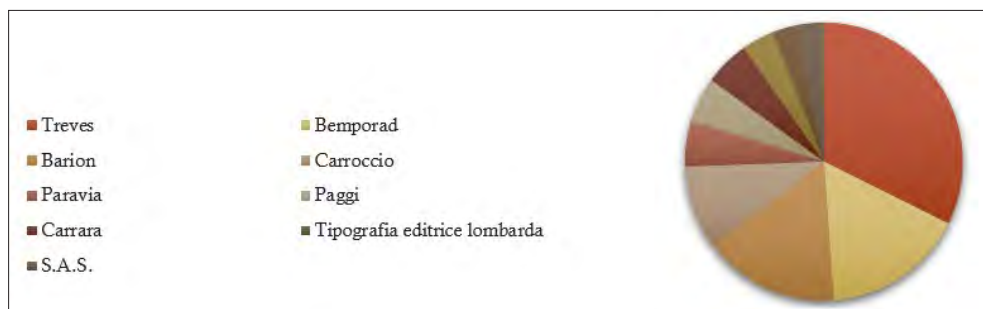 Treves Bemporad
Barion Carroccio
Paravia Paggi
Carrara Tipografia editrice lombarda
S.A.S.